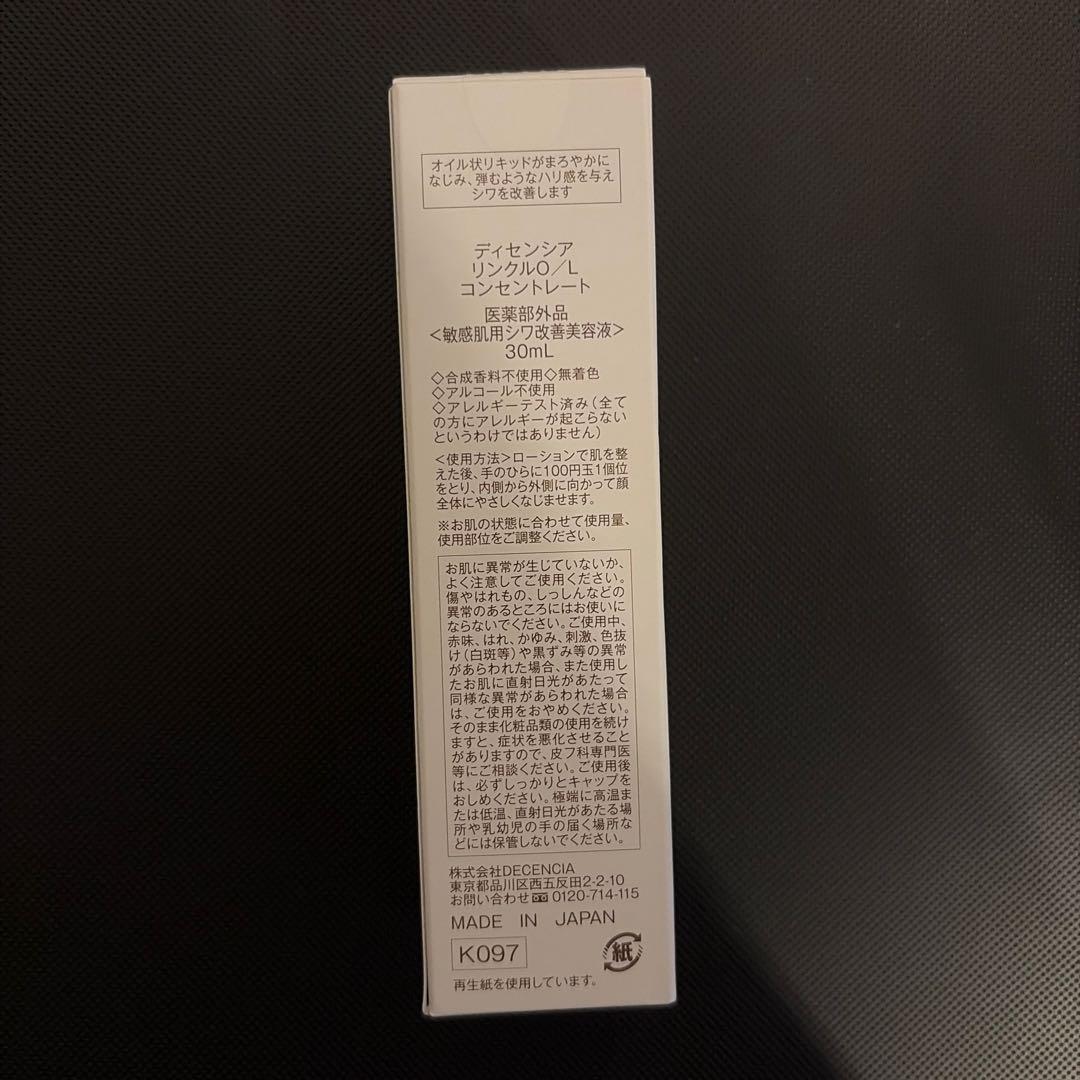 オイル状リキッドがまろやかに
なじみ、弾むようなハリ感を与え
シワを改善します
ディセンシア
リンクルO／L
コンセントレート
医薬部外品
＜敏感肌用シワ改善美容液＞
30mL
◇合成香料不使用◇無着色
◇アルコール不使用
◇アレルギーテスト済み（全て
の方にアレルギーが起こらない
というわけではありません）
＜使用方法＞ローションで肌を整
えた後、手のひらに100円玉1個位
をとり、内側から外側に向かって顔
全体にやさしくなじませます。
※お肌の状態に合わせて使用量、
使用部位をご調整ください。
お肌に異常が生じていないか、
よく注意してご使用ください。
傷やはれもの、しっしんなどの
異常のあるところにはお使いに
ならないでください。ご使用中、
赤味、はれ、かゆみ、刺激、色抜
け（白斑等）や黒ずみ等の異常
があらわれた場合、また使用し
たお肌に直射日光があたって
同様な異常があらわれた場合
は、ご使用をおやめください。
そのまま化粧品類の使用を続け
ますと、症状を悪化させること
がありますので、皮フ科専門医
等にご相談ください。ご使用後
は、必ずしっかりとキャップを
おしめください。極端に高温ま
たは低温、直射日光があたる場
所や乳幼児の手の届く場所な
どには保管しないでください。
株式会社DECENCIA
東京都品川区西五反田2-2-10
お問い合わせ 0120-714-115
MADE IN JAPAN
K097
紙
再生紙を使用しています。